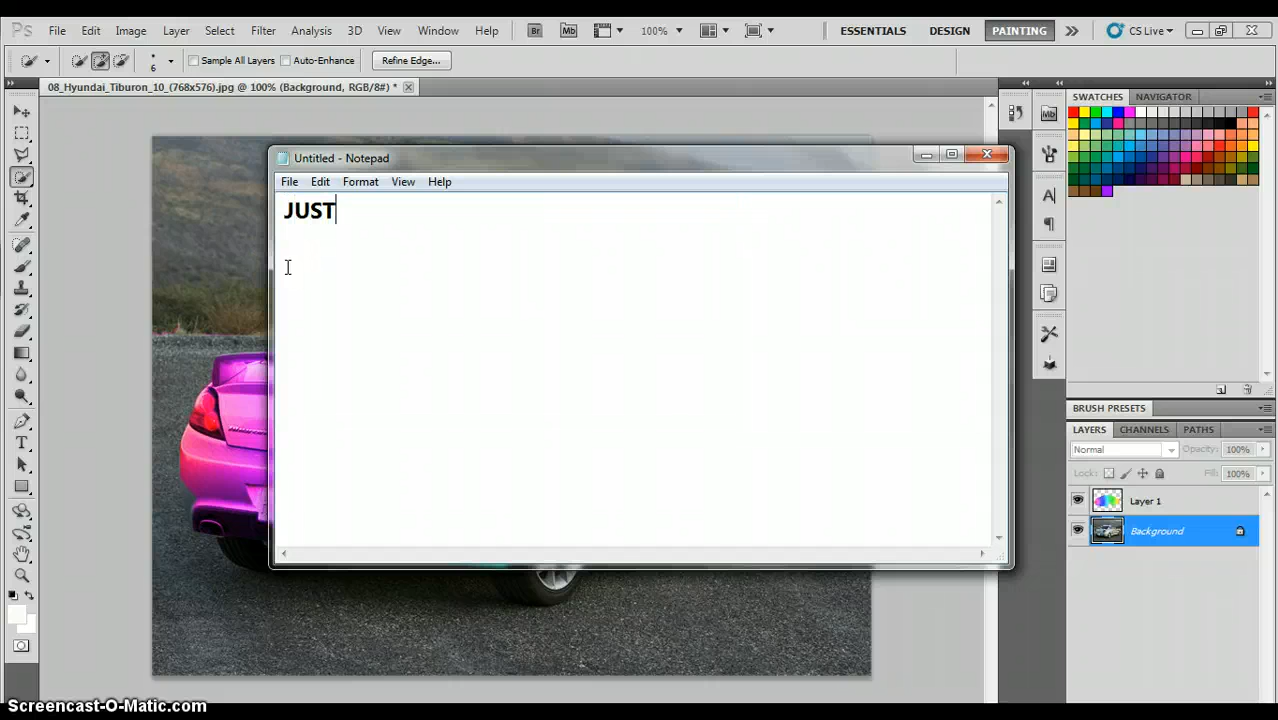 Ps File Edit Image Layer Select Filter Analysis 3D View Window Help Br Mb 100% ESSENTIALS DESIGN PAINTING CS Live
6 Sample All Layers Auto-Enhance Refine Edge...
08_Hyundai_Tiburon_10_(768x576).jpg @ 100% (Background, RGB/8#) *
SWATCHES NAVIGATOR
Mb
Untitled - Notepad
File Edit Format View Help
JUST
BRUSH PRESETS
LAYERS CHANNELS PATHS
Normal Opacity: 100%
Lock: Fill: 100%
Layer 1
Background
Screencast-O-Matic.com